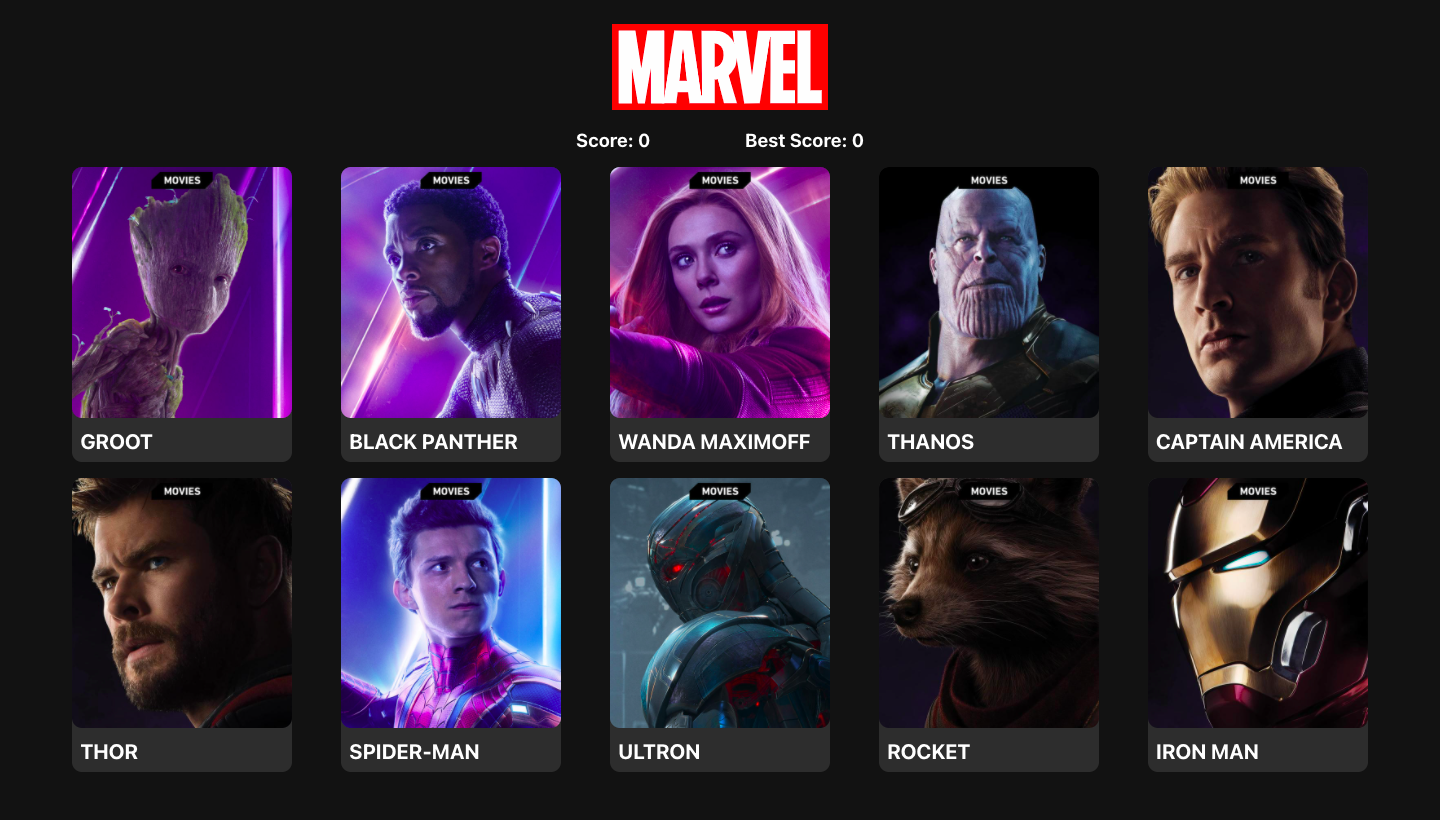 MARVEL
Score: 0 Best Score: 0
MOVIES MOVIES MOVIES MOVIES MOVIES
GROOT BLACK PANTHER WANDA MAXIMOFF THANOS CAPTAIN AMERICA
MOVIES MOVIES MOVIES MOVIES MOVIES
THOR SPIDER-MAN ULTRON ROCKET IRON MAN